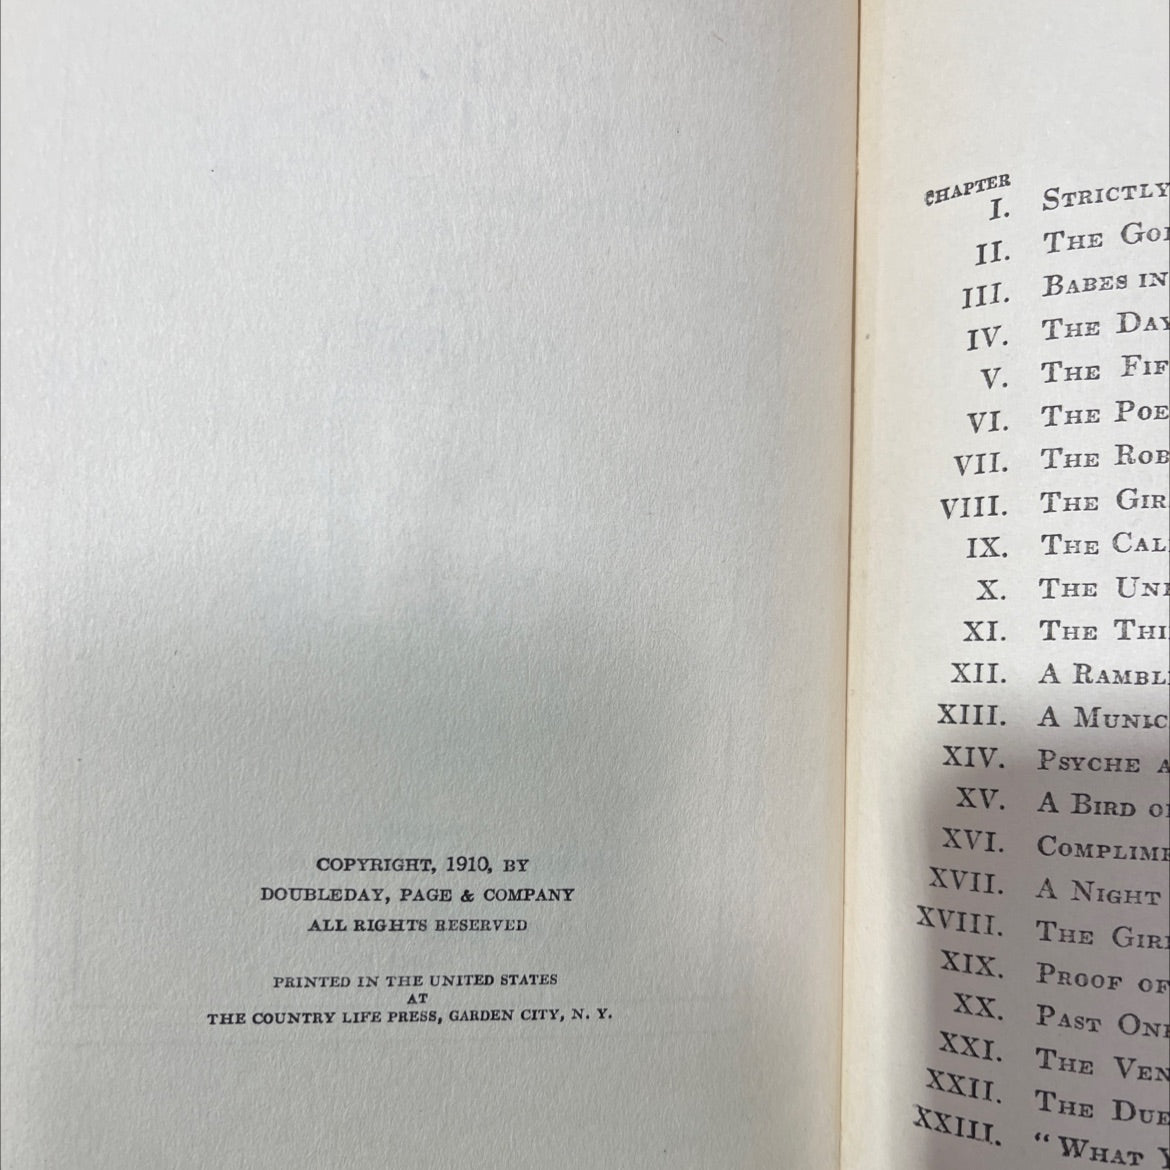 COPYRIGHT, 1910, BY
DOUBLEDAY, PAGE & COMPANY
ALL RIGHTS RESERVED
PRINTED IN THE UNITED STATES
AT
THE COUNTRY LIFE PRESS, GARDEN CITY, N. Y.
CHAPTER
I. STRICTLY
II. THE
III. BABES IN
IV. THE
V. THE
VI. THE
VII. THE
VIII. THE
IX. THE
X. THE
XI. THE
XII. A
XIII. A
XIV. PSYCHE
XV. A BIRD
XVI.
XVII. A NIGHT
XVIII. THE
XIX. PROOF OF
XX. PAST
XXI. THE
XXII. THE
XXIII. "WHAT